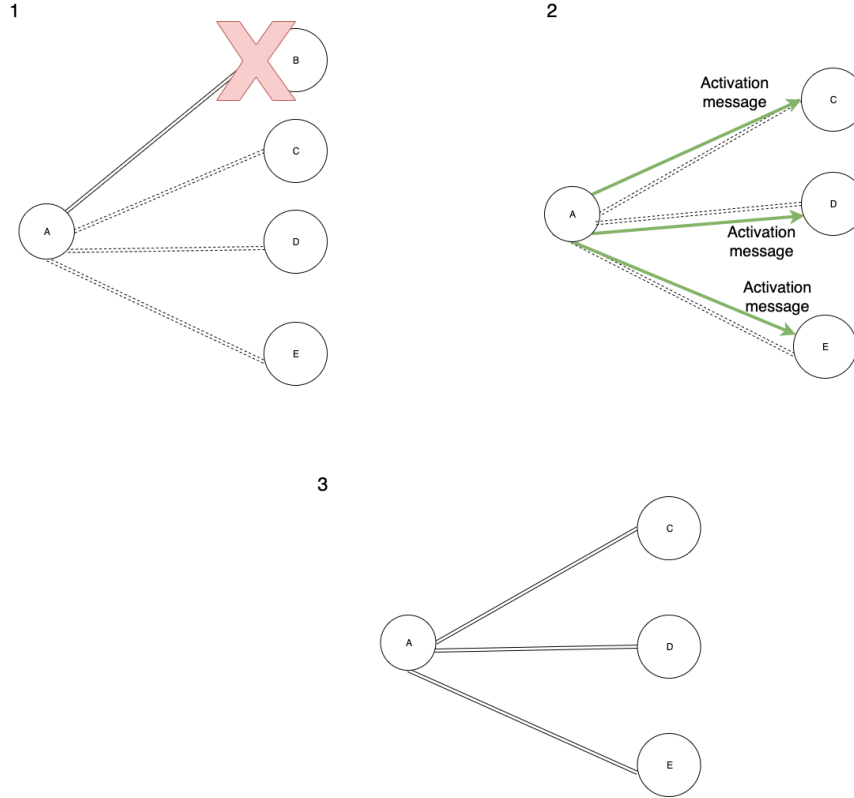 1
B
C
A
D
E
2
Activation
message
C
A
D
Activation
message
Activation
message
E
3
C
A
D
E